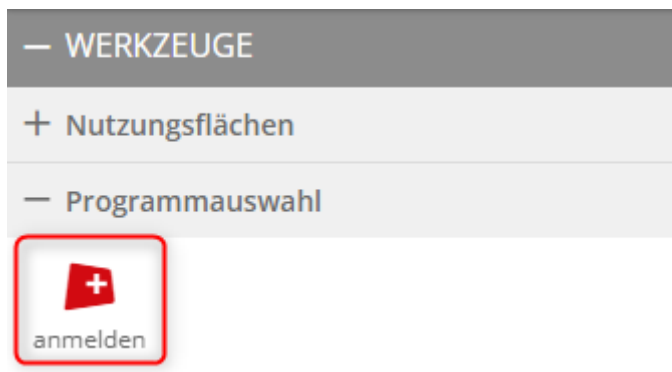 — WERKZEUGE
+ Nutzungsflächen
— Programmauswahl
anmelden